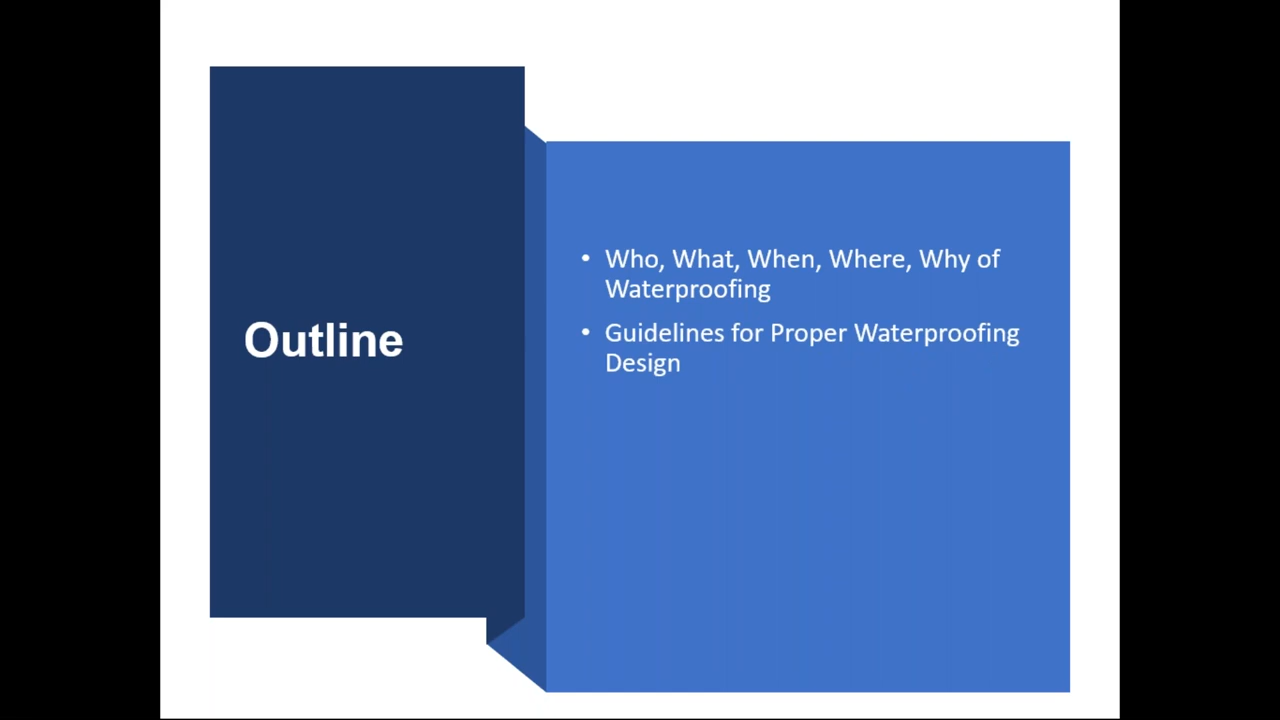 Outline
• Who, What, When, Where, Why of
Waterproofing
• Guidelines for Proper Waterproofing
Design